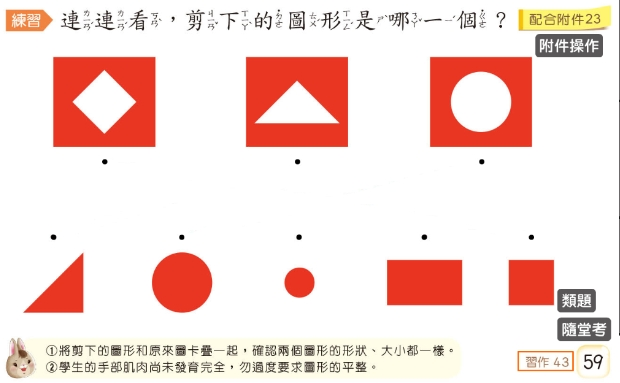 練習 連連看，剪下的圖形是哪一個？ 配合附件23
附件操作
類題
隨堂考
①將剪下的圖形和原來圖卡疊一起，確認兩個圖形的形狀、大小都一樣。
②學生的手部肌肉尚未發育完全，勿過度要求圖形的平整。
習作 43 59